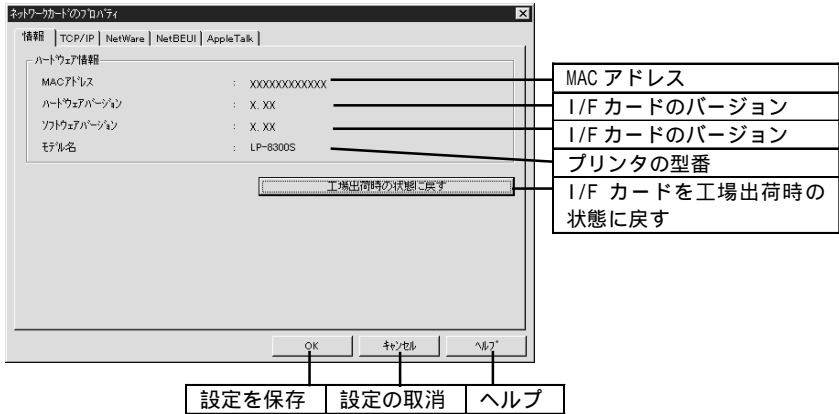 ネットワークカードのプロパティ
情報 TCP/IP NetWare NetBEUI AppleTalk
ハードウェア情報
MACアドレス : XXXXXXXXXXXX
MAC アドレス
ハードウェアバージョン : X.XX
I/F カードのバージョン
ソフトウェアバージョン : X.XX
I/F カードのバージョン
モデル名 : LP-8300S
プリンタの型番
工場出荷時の状態に戻す
I/F カードを工場出荷時の
状態に戻す
OK キャンセル ヘルプ
設定を保存 設定の取消 ヘルプ